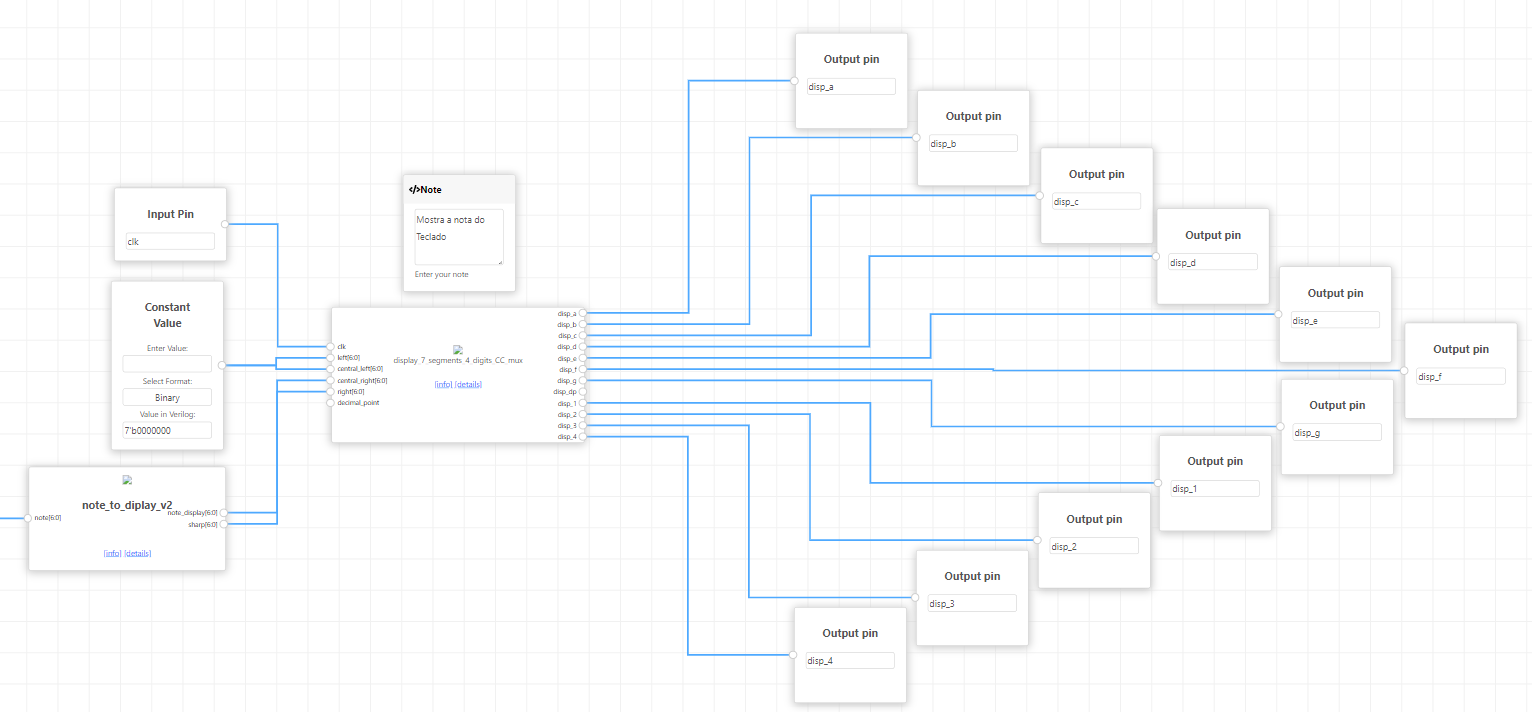 Output pin
disp_a
Output pin
disp_b
Output pin
disp_c
Output pin
disp_d
Output pin
disp_e
Output pin
disp_f
Output pin
disp_g
Output pin
disp_1
Output pin
disp_2
Output pin
disp_3
Output pin
disp_4
</>Note
Mostra a nota do
Teclado
Enter your note
Input Pin
clk
Constant
Value
Enter Value:
Select Format:
Binary
Value in Verilog:
7'b0000000
note_to_diplay_v2
note[6:0]
note_display[6:0]
sharp[6:0]
[info] [details]
clk
left[6:0]
central_left[6:0]
central_right[6:0]
right[6:0]
decimal_point
display_7_segments_4_digits_CC_mux
[info] [details]
disp_a
disp_b
disp_c
disp_d
disp_e
disp_f
disp_g
disp_dp
disp_1
disp_2
disp_3
disp_4